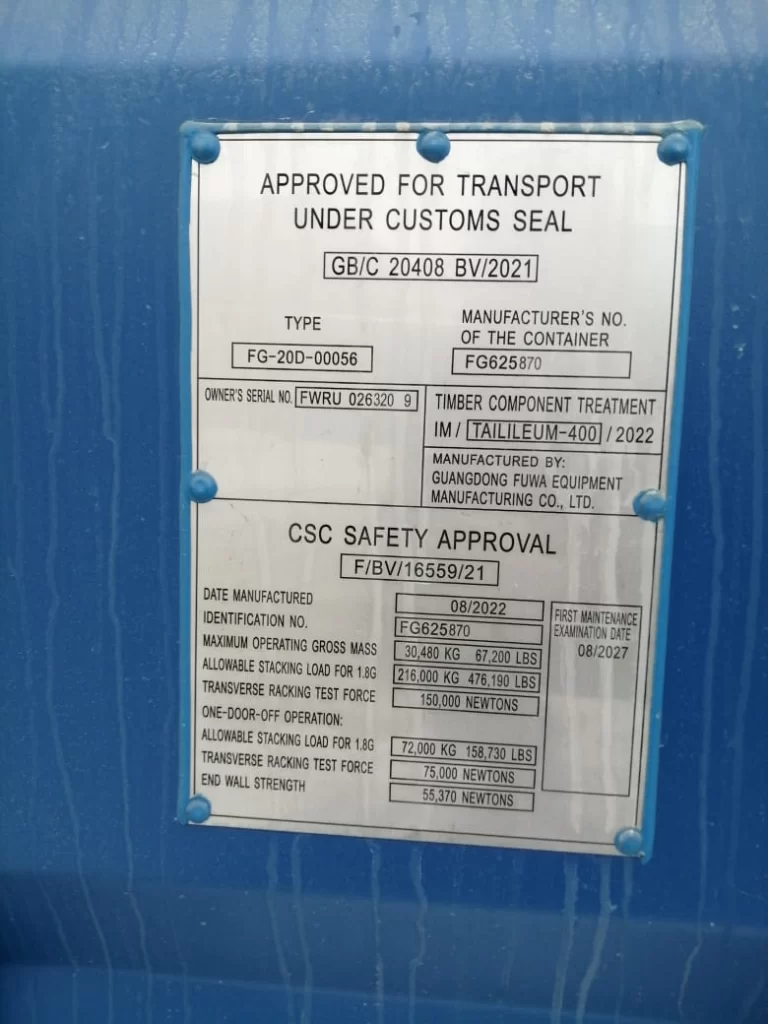 APPROVED FOR TRANSPORT
UNDER CUSTOMS SEAL
GB/C 20408 BV/2021
TYPE
FG-20D-00056
MANUFACTURER'S NO.
OF THE CONTAINER
FG625870
OWNER'S SERIAL NO. FWRU 026320 9
TIMBER COMPONENT TREATMENT
IM / TAILILEUM-400 / 2022
MANUFACTURED BY:
GUANGDONG FUWA EQUIPMENT
MANUFACTURING CO., LTD.
CSC SAFETY APPROVAL
F/BV/16559/21
DATE MANUFACTURED 08/2022
IDENTIFICATION NO. FG625870
MAXIMUM OPERATING GROSS MASS 30,480 KG 67,200 LBS
ALLOWABLE STACKING LOAD FOR 1.8G 216,000 KG 476,190 LBS
TRANSVERSE RACKING TEST FORCE 150,000 NEWTONS
ONE-DOOR-OFF OPERATION:
ALLOWABLE STACKING LOAD FOR 1.8G 72,000 KG 158,730 LBS
TRANSVERSE RACKING TEST FORCE 75,000 NEWTONS
END WALL STRENGTH 55,370 NEWTONS
FIRST MAINTENANCE
EXAMINATION DATE
08/2027